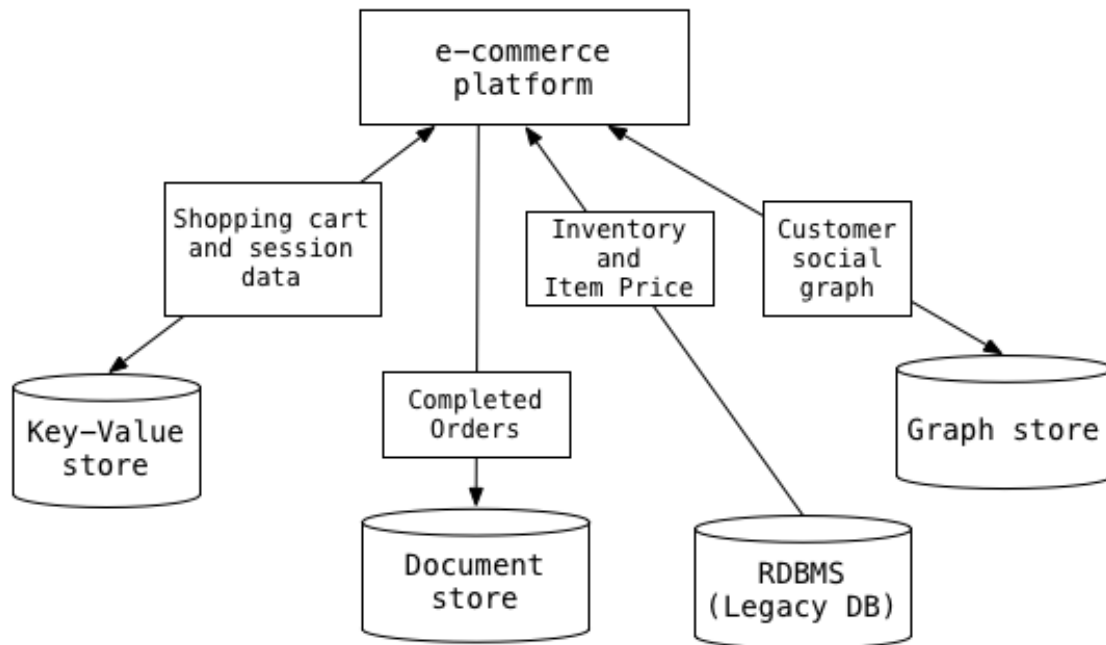 e-commerce
platform
Shopping cart
and session
data
Inventory
and
Item Price
Customer
social
graph
Completed
Orders
Key-Value
store
Graph store
Document
store
RDBMS
(Legacy DB)